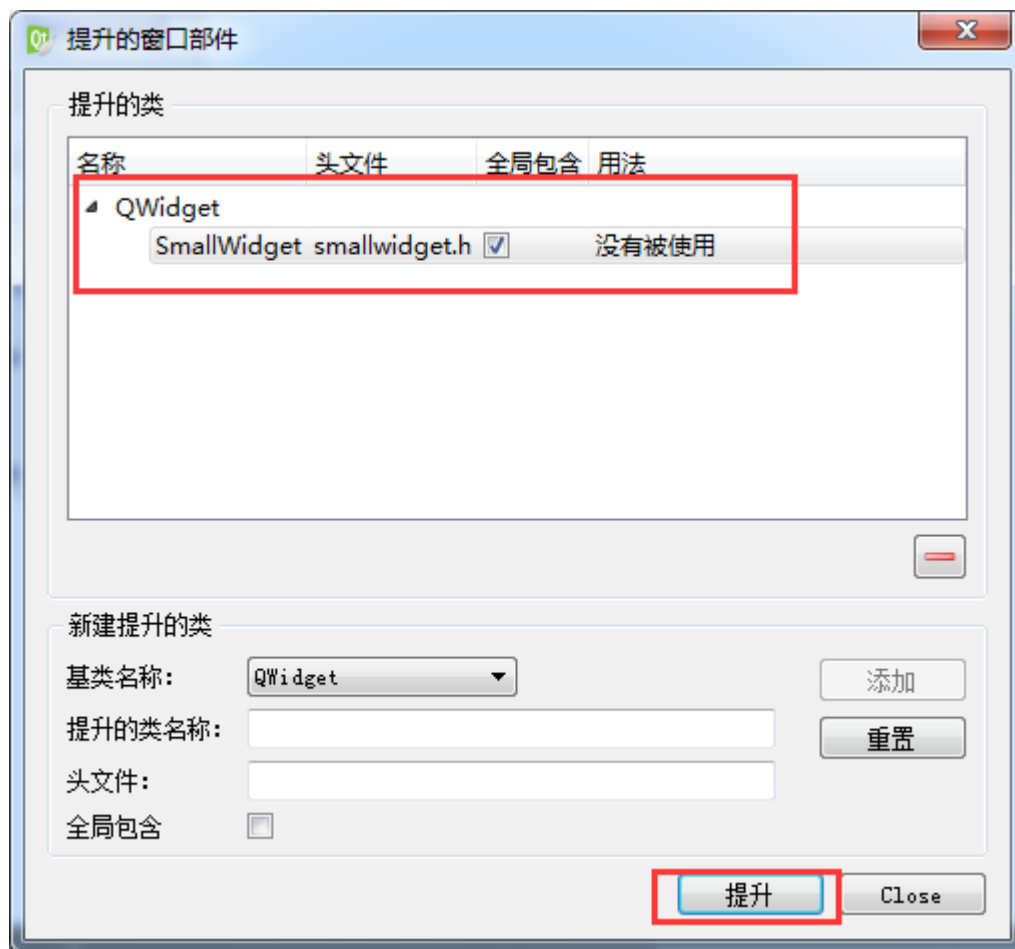 提升的窗口部件
提升的类
名称 头文件 全局包含 用法
QWidget
SmallWidget smallwidget.h 没有被使用
新建提升的类
基类名称: QWidget 添加
提升的类名称: 重置
头文件:
全局包含
提升 Close